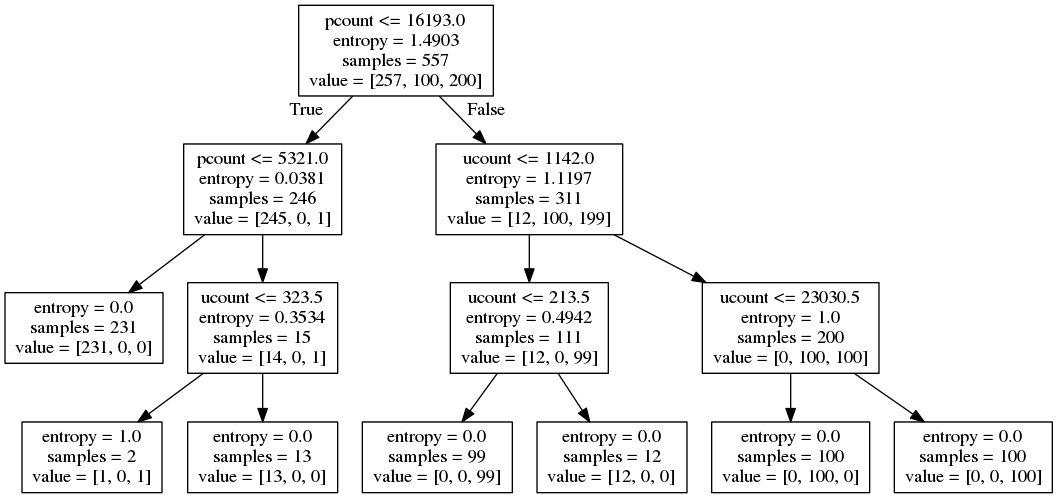 pcount <= 16193.0
entropy = 1.4903
samples = 557
value = [257, 100, 200]
True
False
pcount <= 5321.0
entropy = 0.0381
samples = 246
value = [245, 0, 1]
ucount <= 1142.0
entropy = 1.1197
samples = 311
value = [12, 100, 199]
entropy = 0.0
samples = 231
value = [231, 0, 0]
ucount <= 323.5
entropy = 0.3534
samples = 15
value = [14, 0, 1]
ucount <= 213.5
entropy = 0.4942
samples = 111
value = [12, 0, 99]
ucount <= 23030.5
entropy = 1.0
samples = 200
value = [0, 100, 100]
entropy = 1.0
samples = 2
value = [1, 0, 1]
entropy = 0.0
samples = 13
value = [13, 0, 0]
entropy = 0.0
samples = 99
value = [0, 0, 99]
entropy = 0.0
samples = 12
value = [12, 0, 0]
entropy = 0.0
samples = 100
value = [0, 100, 0]
entropy = 0.0
samples = 100
value = [0, 0, 100]